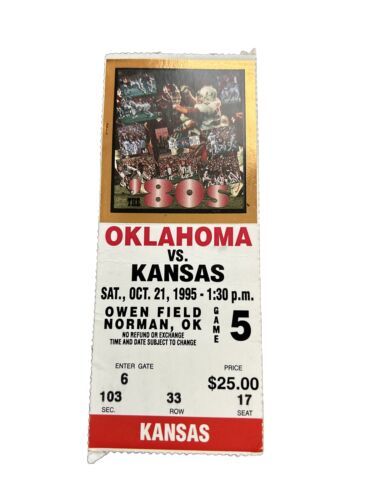 THE '80s
OKLAHOMA
VS.
KANSAS
SAT., OCT. 21, 1995 - 1:30 p.m.
OWEN FIELD
NORMAN, OK
NO REFUND OR EXCHANGE
TIME AND DATE SUBJECT TO CHANGE
GAME 5
ENTER GATE PRICE
6 $25.00
103 33 17
SEC. ROW SEAT
KANSAS